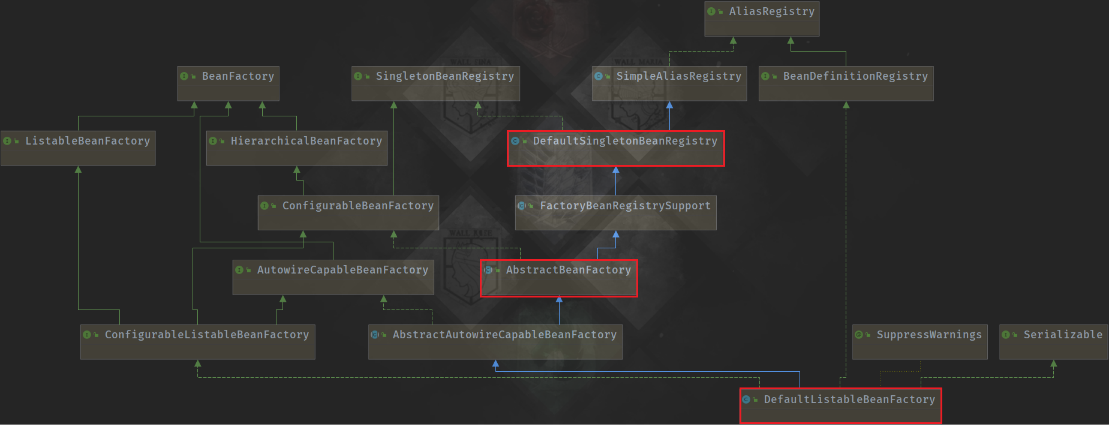 AliasRegistry
BeanFactory
SingletonBeanRegistry
SimpleAliasRegistry
BeanDefinitionRegistry
ListableBeanFactory
HierarchicalBeanFactory
DefaultSingletonBeanRegistry
ConfigurableBeanFactory
FactoryBeanRegistrySupport
AutowireCapableBeanFactory
AbstractBeanFactory
ConfigurableListableBeanFactory
AbstractAutowireCapableBeanFactory
SuppressWarnings
Serializable
DefaultListableBeanFactory